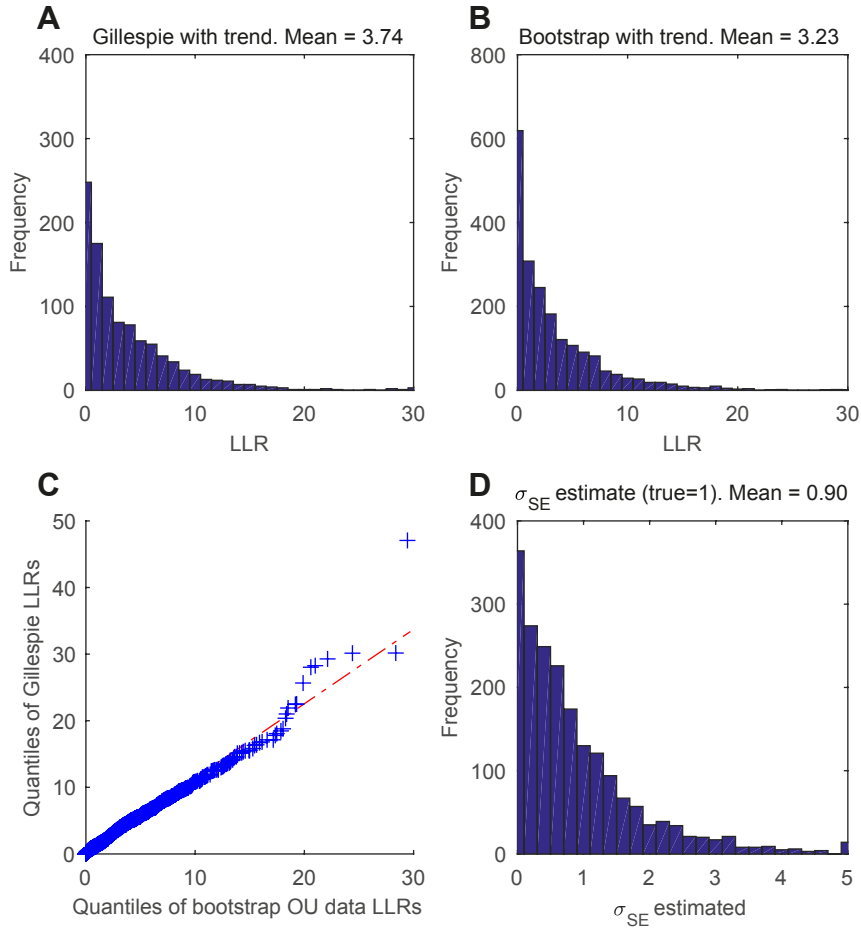 A
Gillespie with trend. Mean = 3.74
400
300
200
100
0
Frequency
0 10 20 30
LLR
B
Bootstrap with trend. Mean = 3.23
800
600
400
200
0
Frequency
0 10 20 30
LLR
C
50
40
30
20
10
0
Quantiles of Gillespie LLRs
0 10 20 30
Quantiles of bootstrap OU data LLRs
D
σSE estimate (true=1). Mean = 0.90
400
300
200
100
0
Frequency
0 1 2 3 4 5
σSE estimated